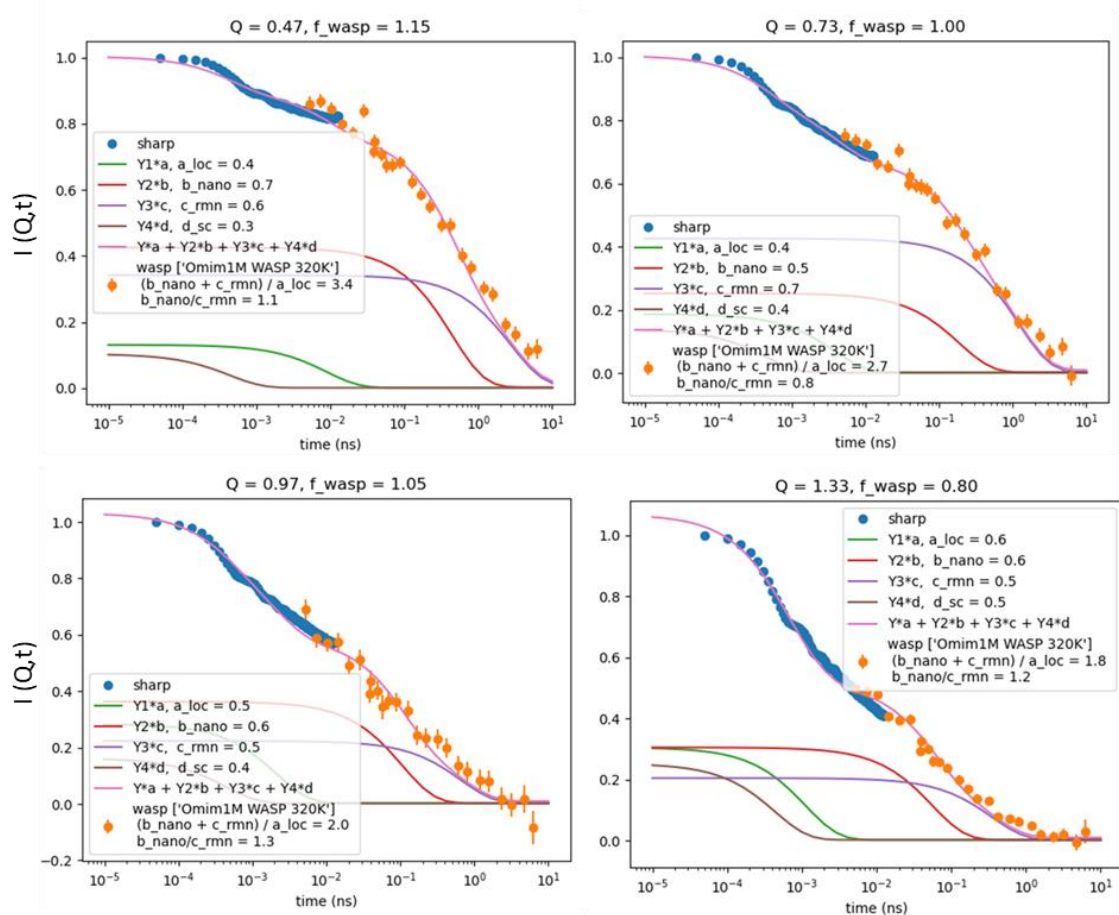 Q = 0.47, f_wasp = 1.15
I (Q,t)
1.0
0.8
0.6
0.4
0.2
0.0
sharp
Y1*a, a_loc = 0.4
Y2*b,  b_nano = 0.7
Y3*c,  c_rmn = 0.6
Y4*d,  d_sc = 0.3
Y*a + Y2*b + Y3*c + Y4*d
wasp ['Omim1M WASP 320K']
(b_nano + c_rmn) / a_loc = 3.4
b_nano/c_rmn = 1.1
10⁻⁵ 10⁻⁴ 10⁻³ 10⁻² 10⁻¹ 10⁰ 10¹
time (ns)
Q = 0.73, f_wasp = 1.00
1.0
0.8
0.6
0.4
0.2
0.0
sharp
Y1*a, a_loc = 0.4
Y2*b,  b_nano = 0.5
Y3*c,  c_rmn = 0.7
Y4*d,  d_sc = 0.4
Y*a + Y2*b + Y3*c + Y4*d
wasp ['Omim1M WASP 320K']
(b_nano + c_rmn) / a_loc = 2.7
b_nano/c_rmn = 0.8
10⁻⁵ 10⁻⁴ 10⁻³ 10⁻² 10⁻¹ 10⁰ 10¹
time (ns)
Q = 0.97, f_wasp = 1.05
I (Q,t)
1.0
0.8
0.6
0.4
0.2
0.0
−0.2
sharp
Y1*a, a_loc = 0.5
Y2*b,  b_nano = 0.6
Y3*c,  c_rmn = 0.5
Y4*d,  d_sc = 0.4
Y*a + Y2*b + Y3*c + Y4*d
wasp ['Omim1M WASP 320K']
(b_nano + c_rmn) / a_loc = 2.0
b_nano/c_rmn = 1.3
10⁻⁵ 10⁻⁴ 10⁻³ 10⁻² 10⁻¹ 10⁰ 10¹
time (ns)
Q = 1.33, f_wasp = 0.80
1.0
0.8
0.6
0.4
0.2
0.0
sharp
Y1*a, a_loc = 0.6
Y2*b,  b_nano = 0.6
Y3*c,  c_rmn = 0.5
Y4*d,  d_sc = 0.5
Y*a + Y2*b + Y3*c + Y4*d
wasp ['Omim1M WASP 320K']
(b_nano + c_rmn) / a_loc = 1.8
b_nano/c_rmn = 1.2
10⁻⁵ 10⁻⁴ 10⁻³ 10⁻² 10⁻¹ 10⁰ 10¹
time (ns)